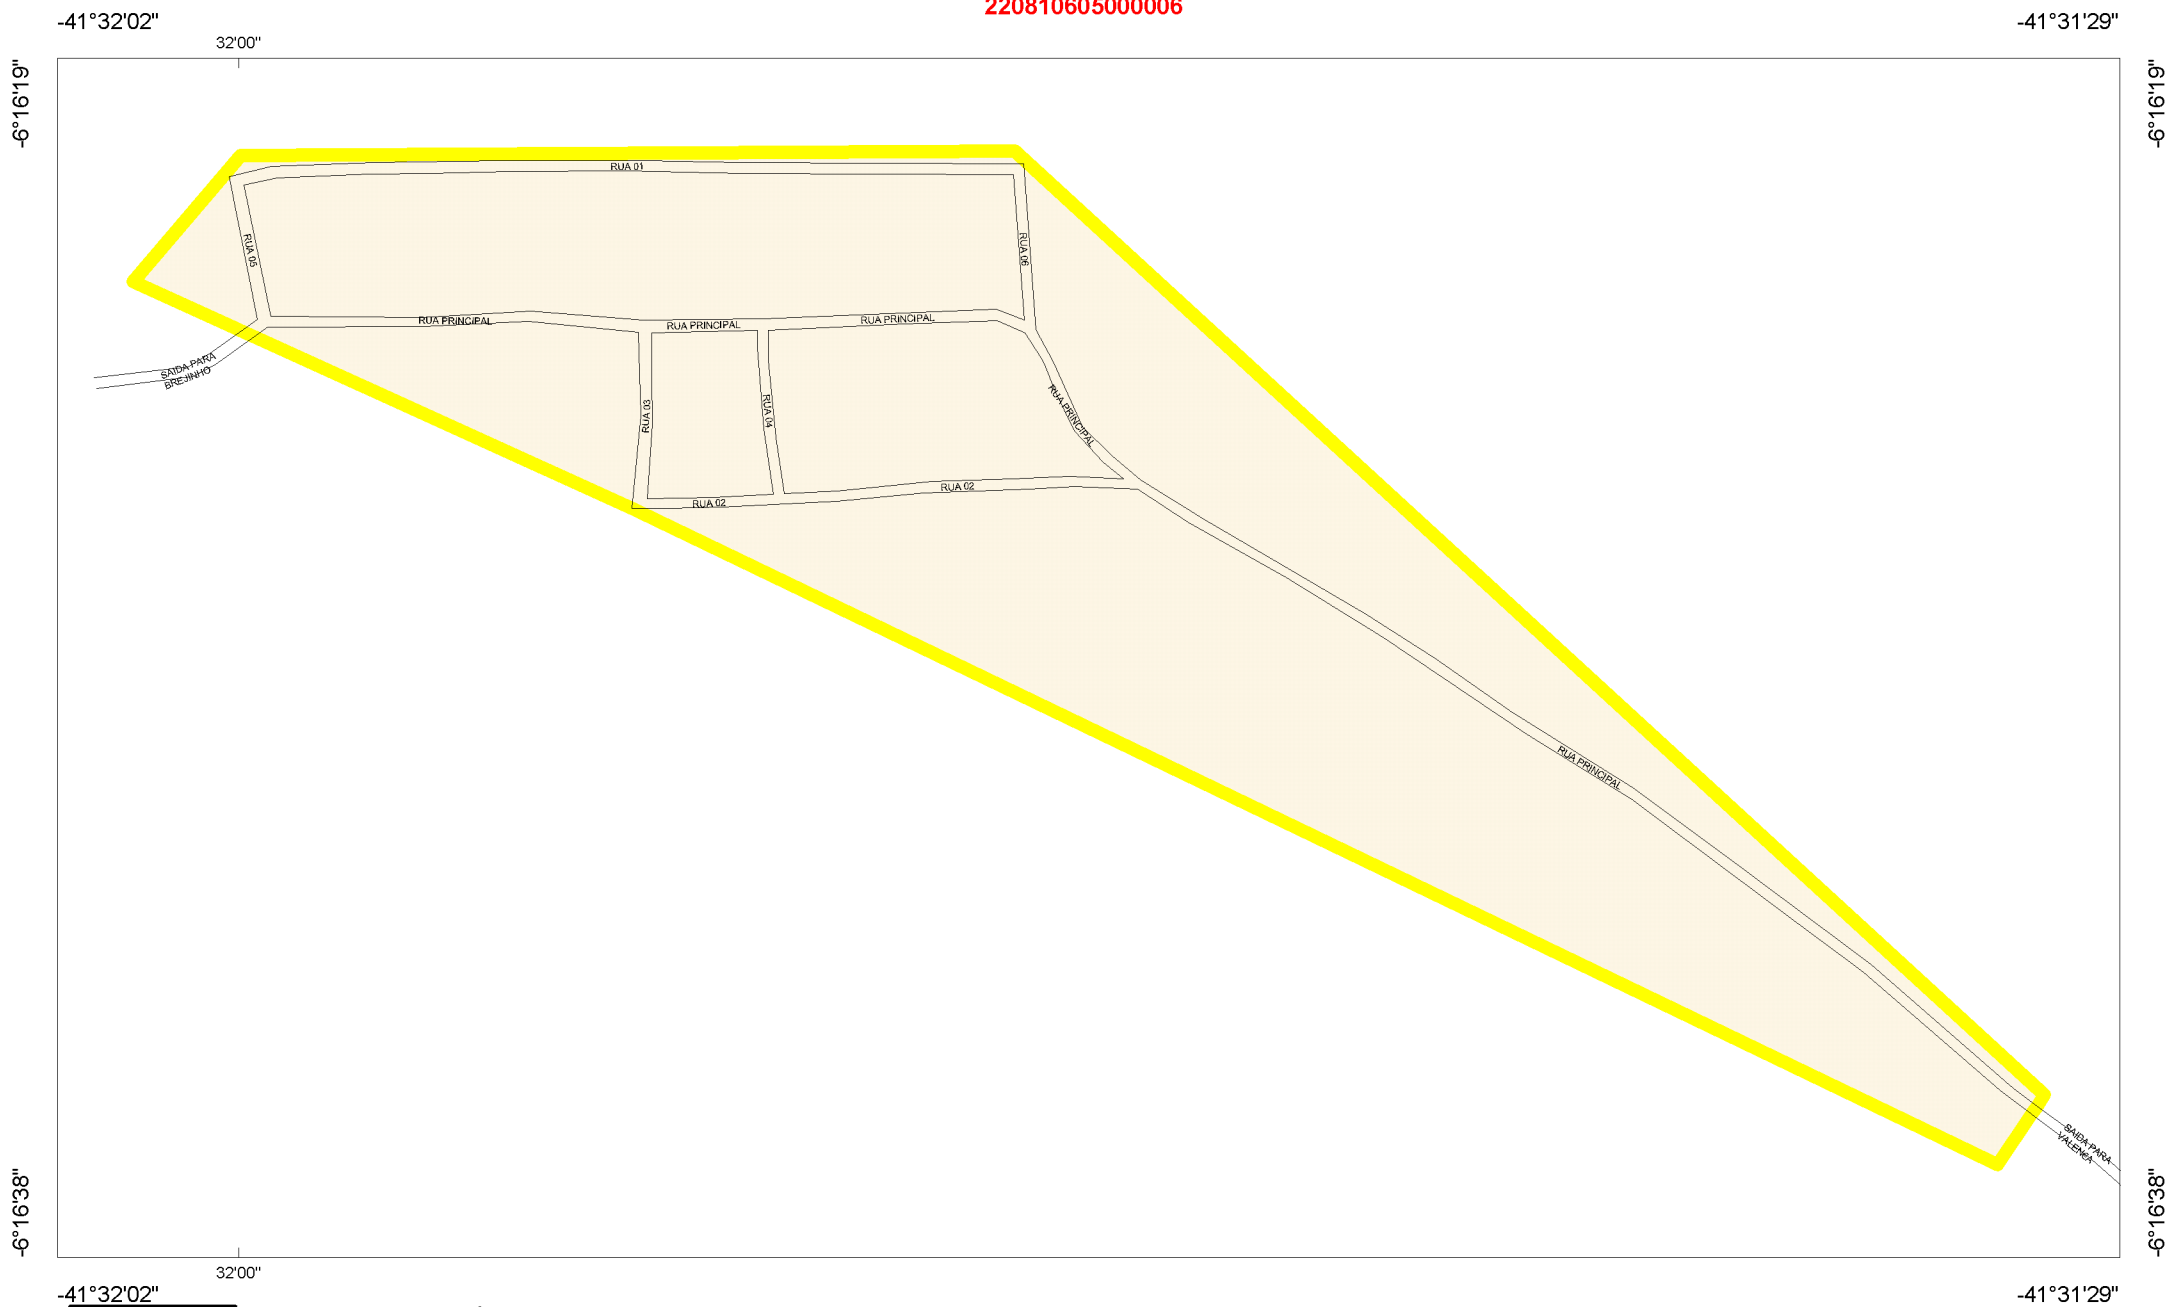 220810605000006
-41°32'02"
-41°31'29"
32'00"
-6°16'19"
-6°16'19"
RUA 01
RUA 05
RUA 06
RUA PRINCIPAL
RUA PRINCIPAL
RUA PRINCIPAL
SAIDA PARA
BREJINHO
RUA 03
RUA 04
RUA PRINCIPAL
RUA 02
RUA 02
RUA PRINCIPAL
SAIDA PARA
VALENCA
-6°16'38"
-6°16'38"
32'00"
-41°32'02"
-41°31'29"